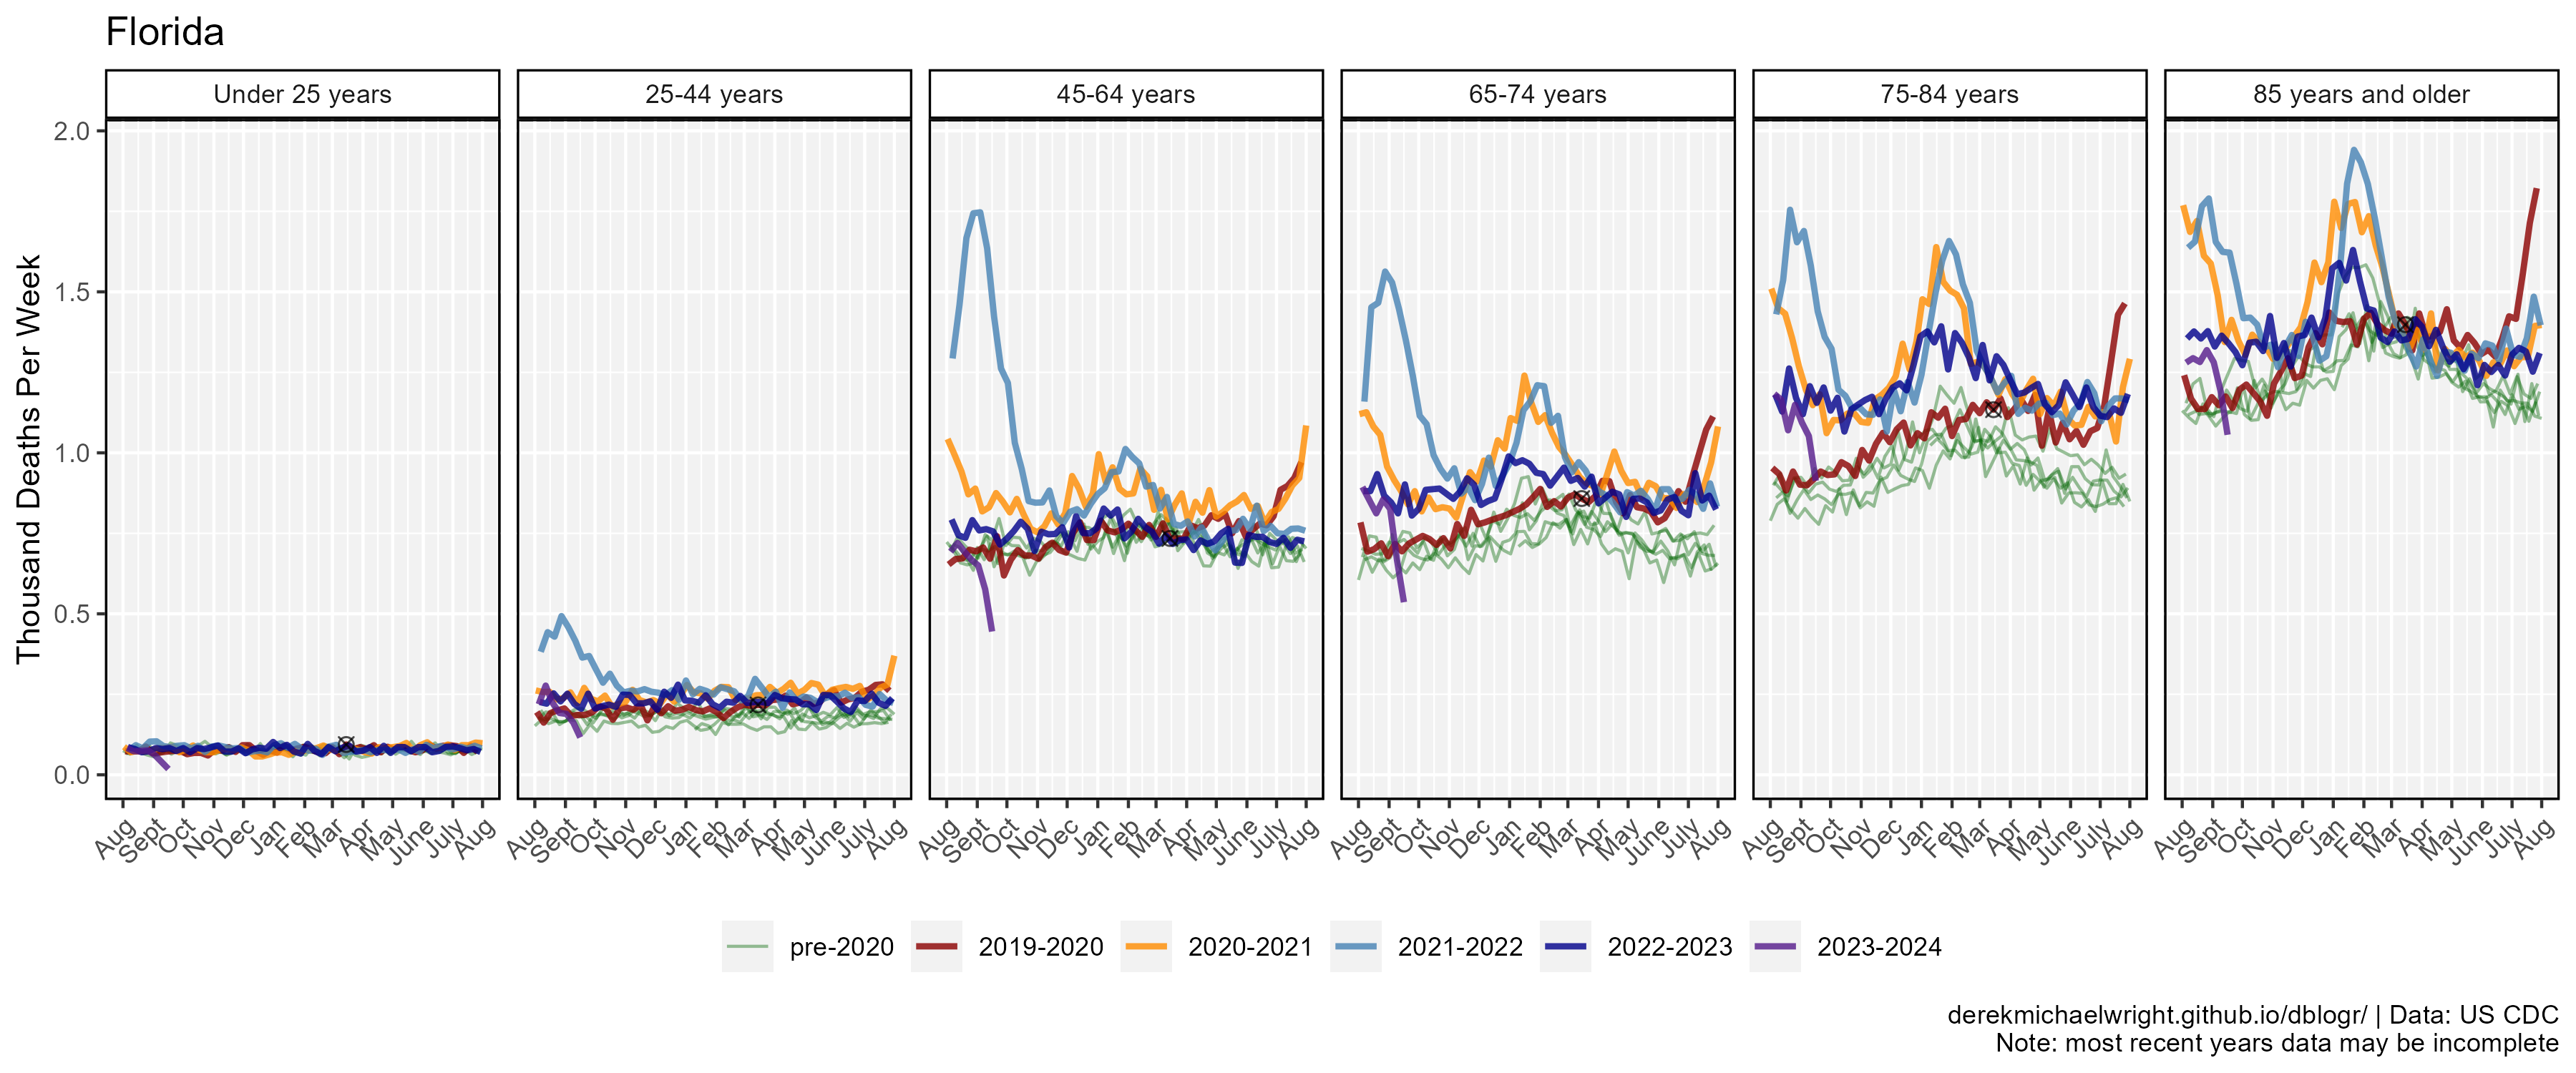 Florida
Under 25 years
25-44 years
45-64 years
65-74 years
75-84 years
85 years and older
Thousand Deaths Per Week
2.0
1.5
1.0
0.5
0.0
Aug Sept Oct Nov Dec Jan Feb Mar Apr May June July Aug
Aug Sept Oct Nov Dec Jan Feb Mar Apr May June July Aug
Aug Sept Oct Nov Dec Jan Feb Mar Apr May June July Aug
Aug Sept Oct Nov Dec Jan Feb Mar Apr May June July Aug
Aug Sept Oct Nov Dec Jan Feb Mar Apr May June July Aug
Aug Sept Oct Nov Dec Jan Feb Mar Apr May June July Aug
pre-2020 2019-2020 2020-2021 2021-2022 2022-2023 2023-2024
derekmichaelwright.github.io/dblogr/ | Data: US CDC
Note: most recent years data may be incomplete